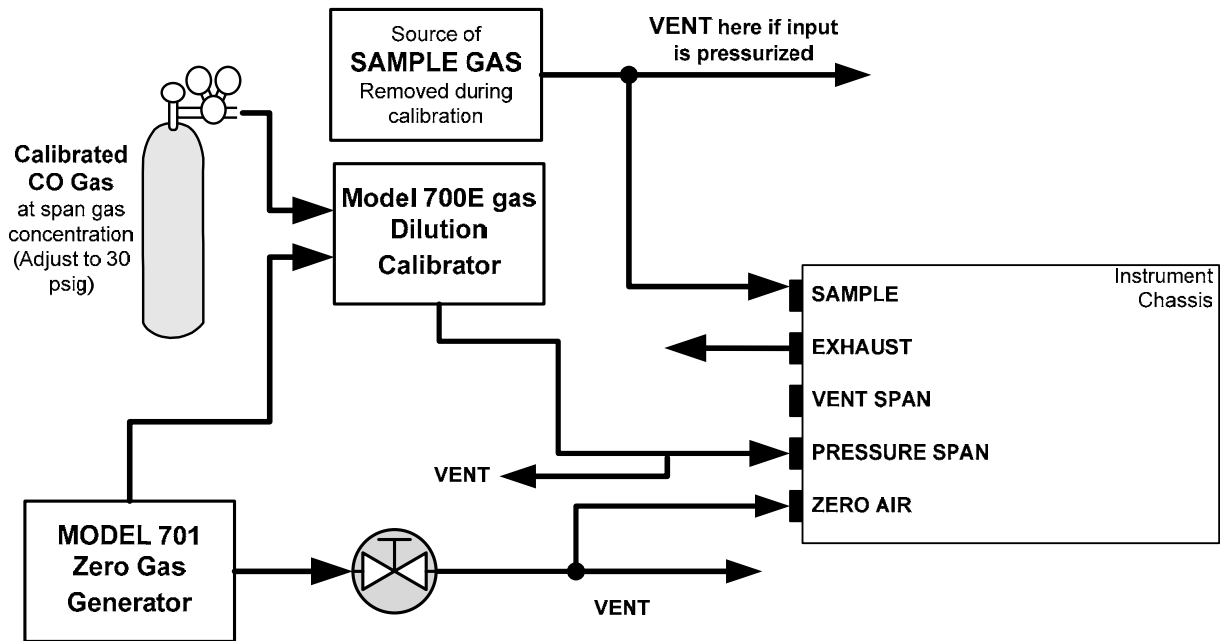 Source of
SAMPLE GAS
Removed during
calibration
VENT here if input
is pressurized
Calibrated
CO Gas
at span gas
concentration
(Adjust to 30
psig)
Model 700E gas
Dilution
Calibrator
Instrument
Chassis
SAMPLE
EXHAUST
VENT SPAN
PRESSURE SPAN
ZERO AIR
VENT
MODEL 701
Zero Gas
Generator
VENT